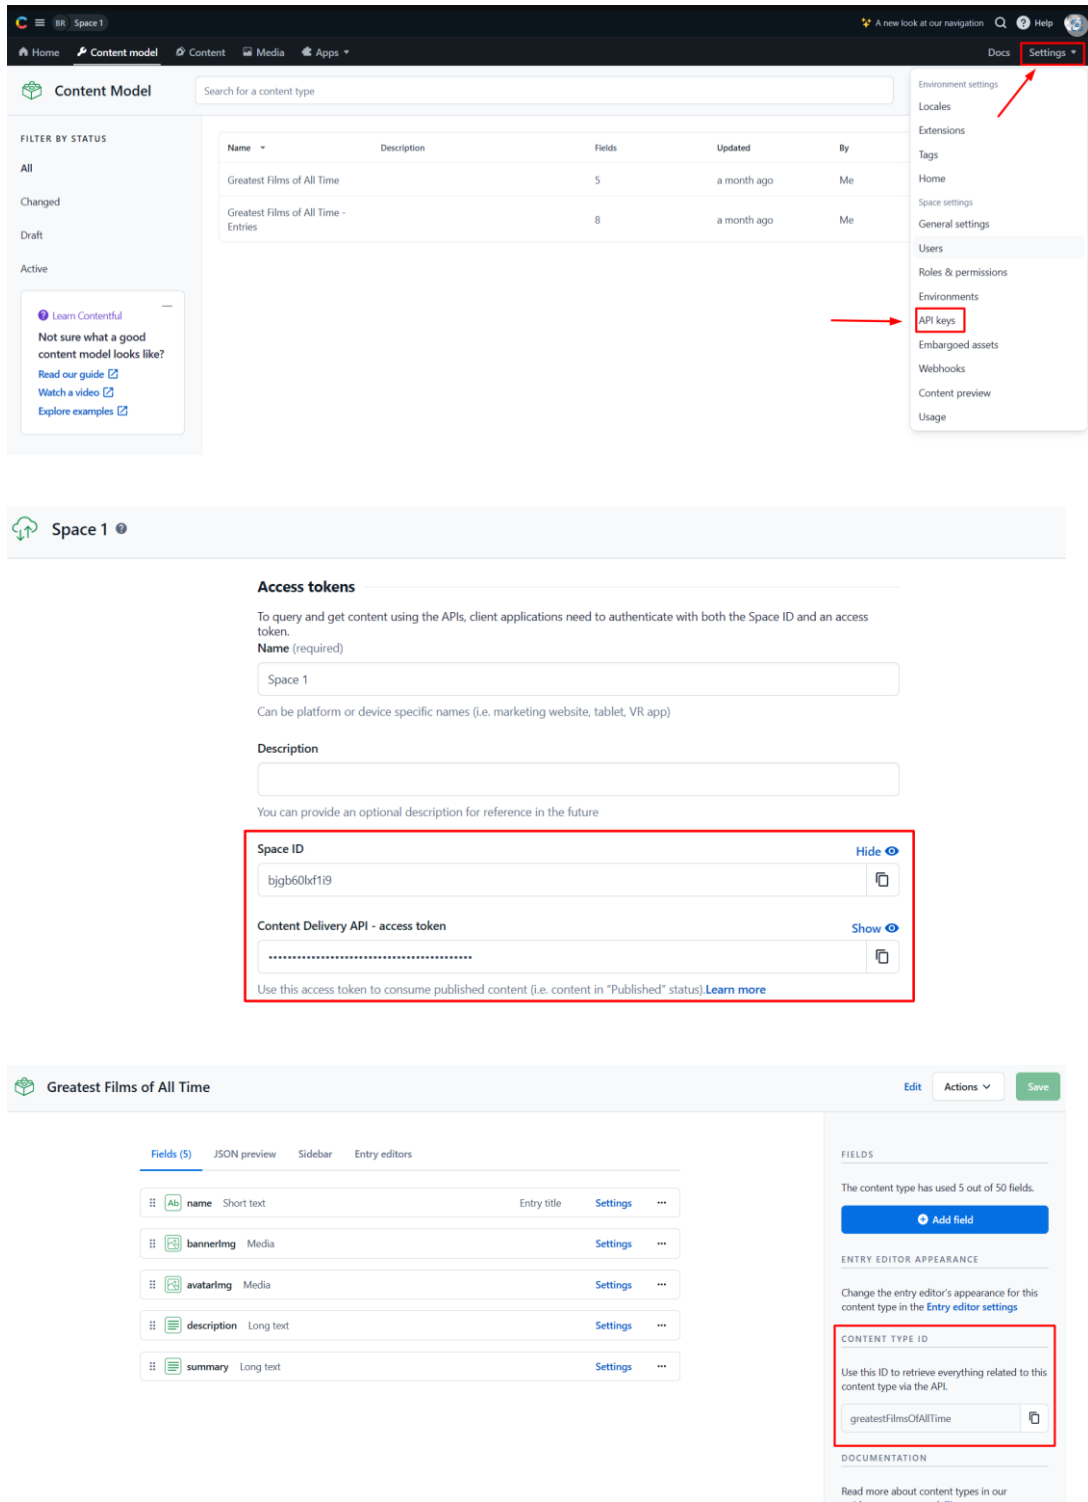 BR Space 1
A new look at our navigation
Help
Home Content model Content Media Apps
Docs Settings
Content Model
Search for a content type
Environment settings
Locales
Extensions
Tags
Home
Space settings
General settings
Users
Roles & permissions
Environments
API keys
Embargoed assets
Webhooks
Content preview
Usage
FILTER BY STATUS
All
Changed
Draft
Active
Name Description Fields Updated By
Greatest Films of All Time 5 a month ago Me
Greatest Films of All Time -
Entries 8 a month ago Me
Learn Contentful
Not sure what a good
content model looks like?
Read our guide
Watch a video
Explore examples
Space 1
Access tokens
To query and get content using the APIs, client applications need to authenticate with both the Space ID and an access
token.
Name (required)
Space 1
Can be platform or device specific names (i.e. marketing website, tablet, VR app)
Description
You can provide an optional description for reference in the future
Space ID Hide
bjgb60lxf1i9
Content Delivery API - access token Show
Use this access token to consume published content (i.e. content in “Published” status).Learn more
Greatest Films of All Time
Edit Actions Save
Fields (5) JSON preview Sidebar Entry editors
Ab name Short text Entry title Settings
bannerImg Media Settings
avatarImg Media Settings
description Long text Settings
summary Long text Settings
FIELDS
The content type has used 5 out of 50 fields.
Add field
ENTRY EDITOR APPEARANCE
Change the entry editor's appearance for this
content type in the Entry editor settings
CONTENT TYPE ID
Use this ID to retrieve everything related to this
content type via the API.
greatestFilmsOfAllTime
DOCUMENTATION
Read more about content types in our